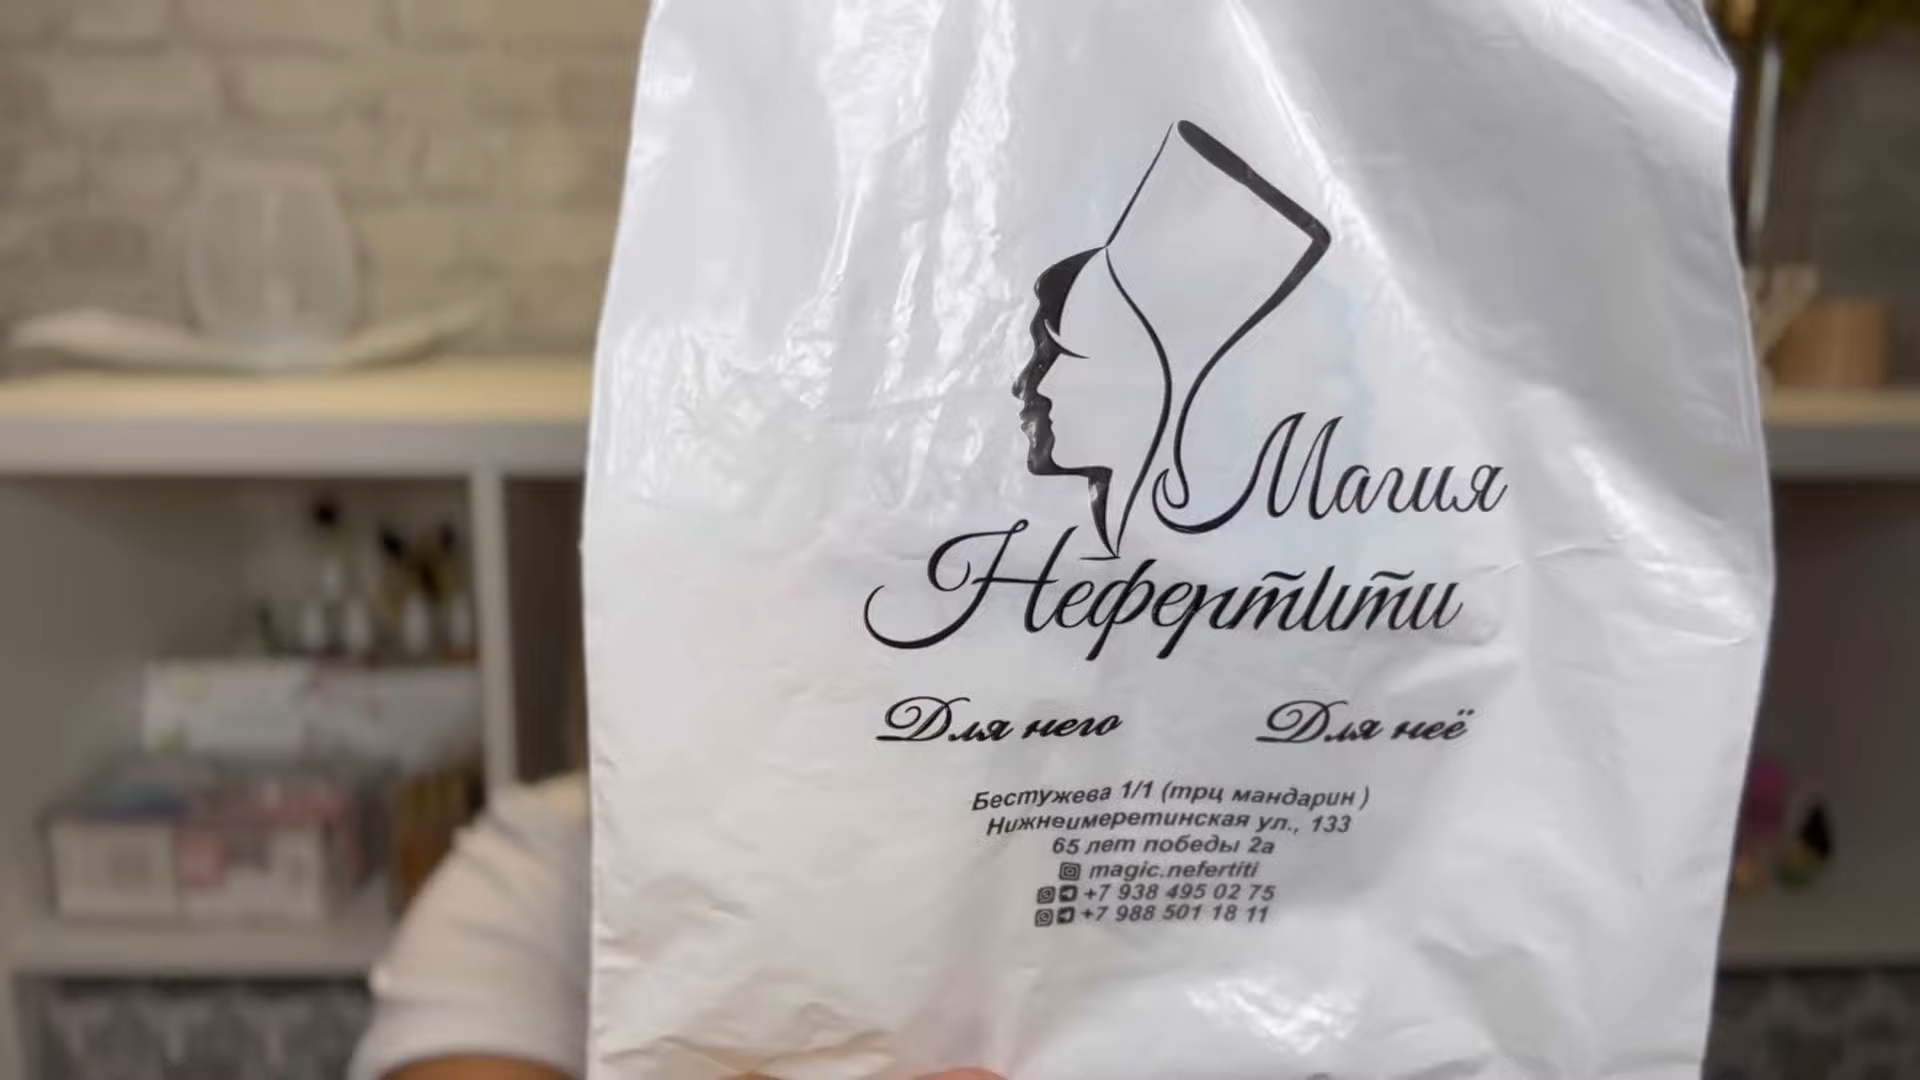 Магия
Нефертити
Для него Для неё
Бестужева 1/1 (трц мандарин )
Нижнеимеретинская ул., 133
65 лет победы 2а
magic.nefertiti
+7 938 495 02 75
+7 988 501 18 11